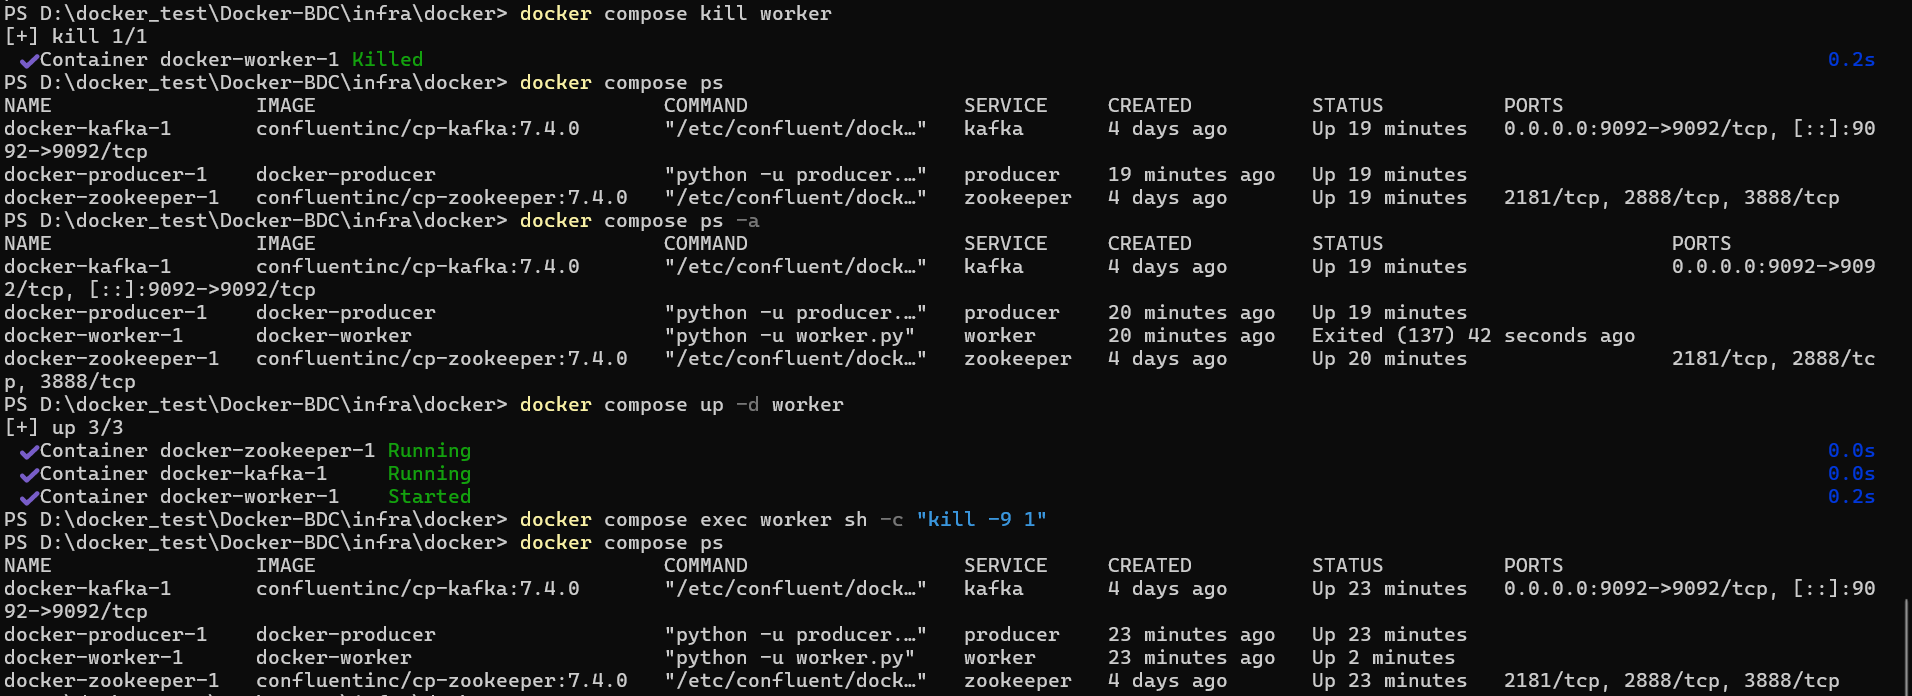 PS D:\docker_test\Docker-BDC\infra\docker> docker compose kill worker
[+] kill 1/1
✔Container docker-worker-1 Killed 0.2s
PS D:\docker_test\Docker-BDC\infra\docker> docker compose ps
NAME IMAGE COMMAND SERVICE CREATED STATUS PORTS
docker-kafka-1 confluentinc/cp-kafka:7.4.0 "/etc/confluent/dock…" kafka 4 days ago Up 19 minutes 0.0.0.0:9092->9092/tcp, [::]:90
92->9092/tcp
docker-producer-1 docker-producer "python -u producer.…" producer 19 minutes ago Up 19 minutes
docker-zookeeper-1 confluentinc/cp-zookeeper:7.4.0 "/etc/confluent/dock…" zookeeper 4 days ago Up 19 minutes 2181/tcp, 2888/tcp, 3888/tcp
PS D:\docker_test\Docker-BDC\infra\docker> docker compose ps -a
NAME IMAGE COMMAND SERVICE CREATED STATUS PORTS
docker-kafka-1 confluentinc/cp-kafka:7.4.0 "/etc/confluent/dock…" kafka 4 days ago Up 19 minutes 0.0.0.0:9092->909
2/tcp, [::]:9092->9092/tcp
docker-producer-1 docker-producer "python -u producer.…" producer 20 minutes ago Up 19 minutes
docker-worker-1 docker-worker "python -u worker.py" worker 20 minutes ago Exited (137) 42 seconds ago
docker-zookeeper-1 confluentinc/cp-zookeeper:7.4.0 "/etc/confluent/dock…" zookeeper 4 days ago Up 20 minutes 2181/tcp, 2888/tc
p, 3888/tcp
PS D:\docker_test\Docker-BDC\infra\docker> docker compose up -d worker
[+] up 3/3
✔Container docker-zookeeper-1 Running 0.0s
✔Container docker-kafka-1 Running 0.0s
✔Container docker-worker-1 Started 0.2s
PS D:\docker_test\Docker-BDC\infra\docker> docker compose exec worker sh -c "kill -9 1"
PS D:\docker_test\Docker-BDC\infra\docker> docker compose ps
NAME IMAGE COMMAND SERVICE CREATED STATUS PORTS
docker-kafka-1 confluentinc/cp-kafka:7.4.0 "/etc/confluent/dock…" kafka 4 days ago Up 23 minutes 0.0.0.0:9092->9092/tcp, [::]:90
92->9092/tcp
docker-producer-1 docker-producer "python -u producer.…" producer 23 minutes ago Up 23 minutes
docker-worker-1 docker-worker "python -u worker.py" worker 23 minutes ago Up 2 minutes
docker-zookeeper-1 confluentinc/cp-zookeeper:7.4.0 "/etc/confluent/dock…" zookeeper 4 days ago Up 23 minutes 2181/tcp, 2888/tcp, 3888/tcp